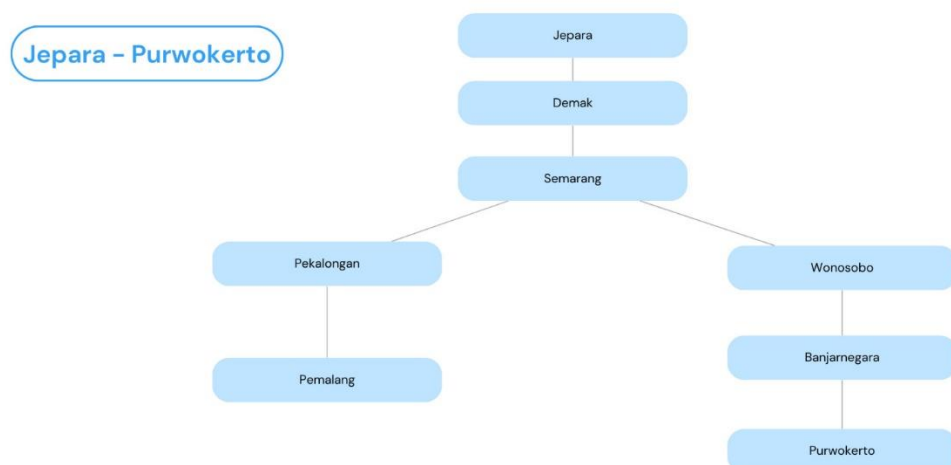 Jepara - Purwokerto
Jepara
Demak
Semarang
Pekalongan
Wonosobo
Pemalang
Banjarnegara
Purwokerto